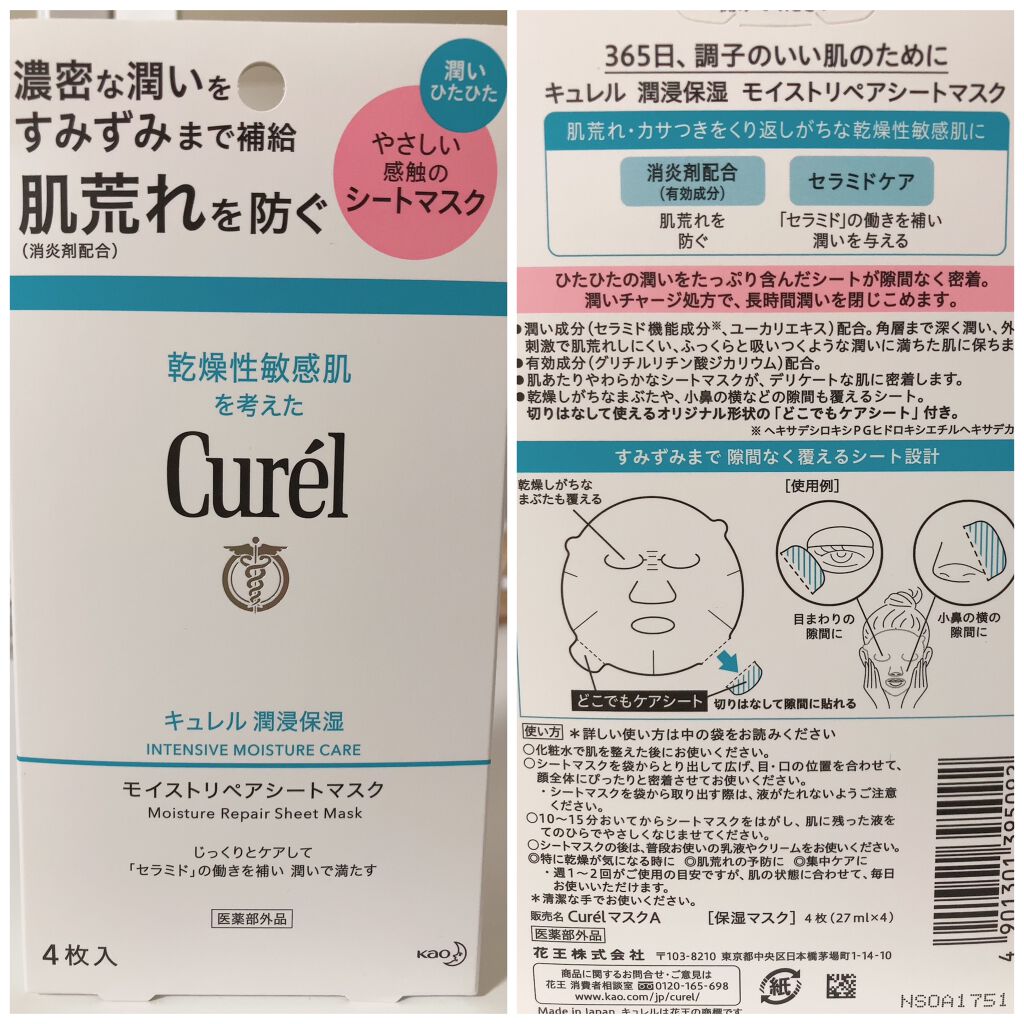 濃密な潤いを
すみずみまで補給
肌荒れを防ぐ
(消炎剤配合)
潤い
ひたひた
やさしい
感触の
シートマスク
乾燥性敏感肌
を考えた
Curél
キュレル 潤浸保湿
INTENSIVE MOISTURE CARE
モイストリペアシートマスク
Moisture Repair Sheet Mask
じっくりとケアして
「セラミド」の働きを補い 潤いで満たす
医薬部外品
4枚入
Kao
365日、調子のいい肌のために
キュレル 潤浸保湿 モイストリペアシートマスク
肌荒れ・カサつきをくり返しがちな乾燥性敏感肌に
消炎剤配合
(有効成分)
肌荒れを
防ぐ
セラミドケア
「セラミド」の働きを補い
潤いを与える
ひたひたの潤いをたっぷり含んだシートが隙間なく密着。
潤いチャージ処方で、長時間潤いを閉じこめます。
●潤い成分(セラミド機能成分※、ユーカリエキス)配合。角層まで深く潤い、外
刺激で肌荒れしにくい、ふっくらと吸いつくような潤いに満ちた肌に保ちま
●有効成分(グリチルリチン酸ジカリウム)配合。
●肌あたりやわらかなシートマスクが、デリケートな肌に密着します。
●乾燥しがちなまぶたや、小鼻の横などの隙間も覆えるシート。
切りはなして使えるオリジナル形状の「どこでもケアシート」付き。
※ ヘキサデシロキシPGヒドロキシエチルヘキサデカ
すみずみまで 隙間なく覆えるシート設計
乾燥しがちな
まぶたも覆える
[使用例]
目まわりの
隙間に
小鼻の横の
隙間に
どこでもケアシート
切りはなして隙間に貼れる
使い方 *詳しい使い方は中の袋をお読みください
○化粧水で肌を整えた後にお使いください。
○シートマスクを袋からとり出して広げ、目・口の位置を合わせて、
顔全体にぴったりと密着させてお使いください。
・シートマスクを袋から取り出す際は、液がたれないようご注意
ください。
○10〜15分おいてからシートマスクをはがし、肌に残った液を
てのひらでやさしくなじませてください。
○シートマスクの後は、普段お使いの乳液やクリームをお使いください。
◎特に乾燥が気になる時に ◎肌荒れの予防に ◎集中ケアに
・週1〜2回がご使用の目安ですが、肌の状態に合わせて、毎日
お使いいただけます。
*清潔な手でお使いください。
販売名 CurélマスクA [保湿マスク] 4枚(27ml×4)
医薬部外品
花王株式会社 〒103-8210 東京都中央区日本橋茅場町1-14-10
商品に関するお問合せ・ご意見は
花王 消費者相談室 0120-165-698
www.kao.com/jp/curel/
Made in Japan キュレルは花王の商標です
紙
4 901301 395092
NSOA1751